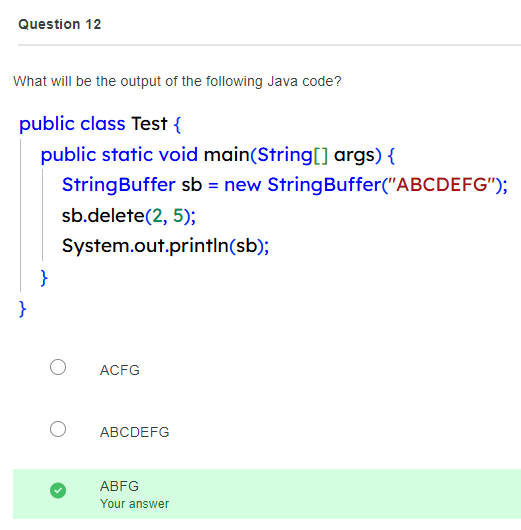 Question 12
What will be the output of the following Java code?
public class Test {
public static void main(String[] args) {
StringBuffer sb = new StringBuffer("ABCDEFG");
sb.delete(2, 5);
System.out.println(sb);
}
}
ACFG
ABCDEFG
ABFG
Your answer